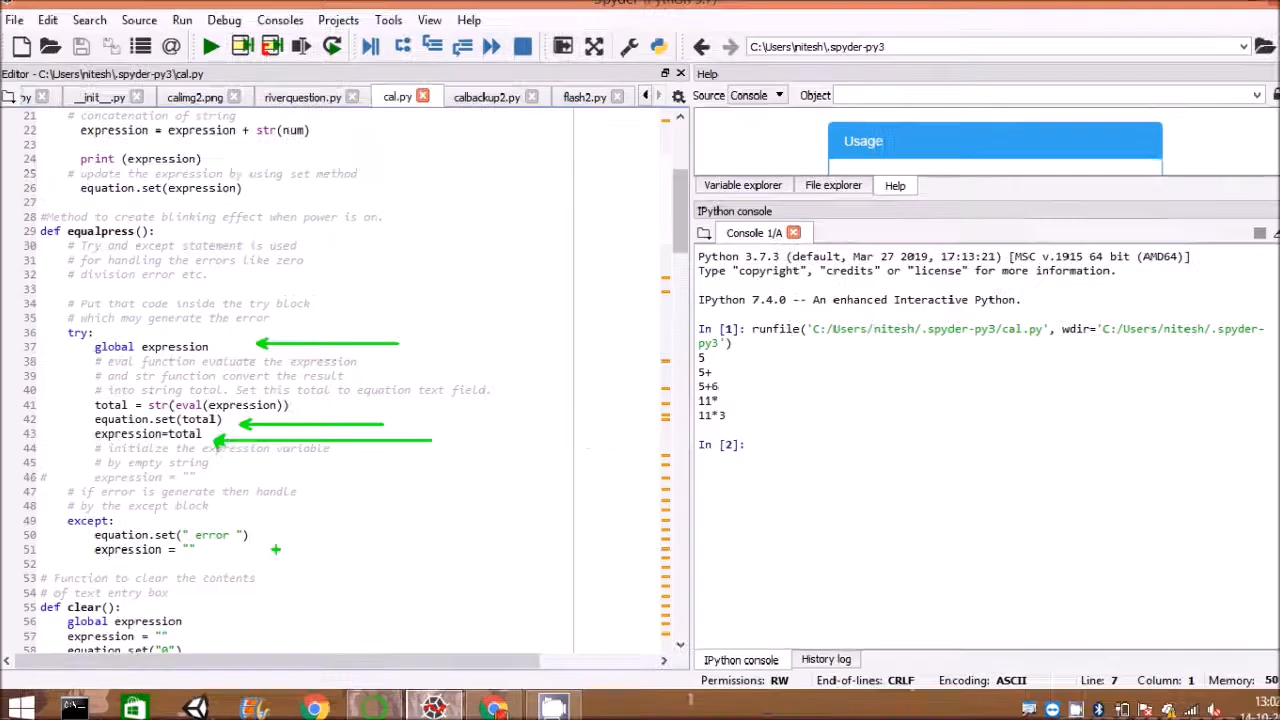 File Edit Search Source Run Debug Consoles Projects Tools View Help
C:\Users\nitesh\.spyder-py3
Editor - C:\Users\nitesh\.spyder-py3\cal.py
Help
py __init__.py calimg2.png riverquestion.py cal.py calbackup2.py flash2.py
Source Console Object
21 # concatenation of string
22 expression = expression + str(num)
23
24 print (expression)
25 # update the expression by using set method
26 equation.set(expression)
27
28 #Method to create blinking effect when power is on.
29 def equalpress():
30 # Try and except statement is used
31 # for handling the errors like zero
32 # division error etc.
33
34 # Put that code inside the try block
35 # which may generate the error
36 try:
37 global expression
38 # eval function evaluate the expression
39 # and str function convert the result
40 # into string total. Set this total to equation text field.
41 total = str(eval(expression))
42 equation.set(total)
43 expression=total
44 # initialze the expression variable
45 # by empty string
46 # expression = ""
47 # if error is generate then handle
48 # by the except block
49 except:
50 equation.set(" error ")
51 expression = ""
52
53 # Function to clear the contents
54 # of text entry box
55 def clear():
56 global expression
57 expression = ""
58 equation.set("0")
Usage
Variable explorer File explorer Help
IPython console
Console 1/A
Python 3.7.3 (default, Mar 27 2019, 17:13:21) [MSC v.1915 64 bit (AMD64)]
Type "copyright", "credits" or "license" for more information.
IPython 7.4.0 -- An enhanced Interactive Python.
In [1]: runfile('C:/Users/nitesh/.spyder-py3/cal.py', wdir='C:/Users/nitesh/.spyder-
py3')
5
5+
5+6
11*
11*3
In [2]:
IPython console History log
Permissions: RW End-of-lines: CRLF Encoding: ASCII Line: 7 Column: 1 Memory: 50